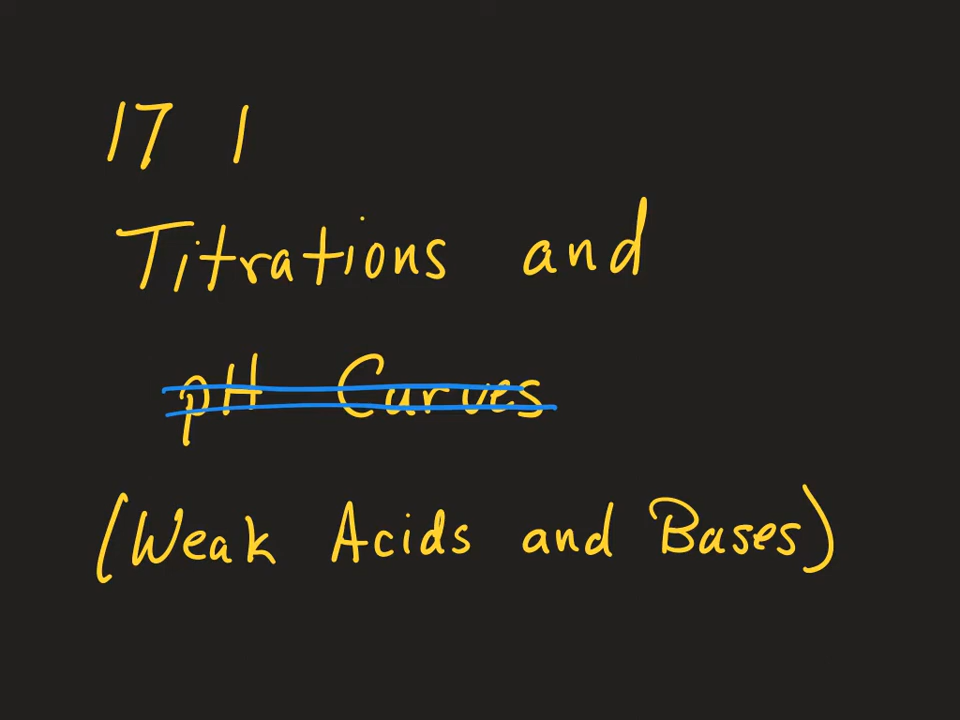 17 1
Titrations and
pH Curves
(Weak Acids and Bases)